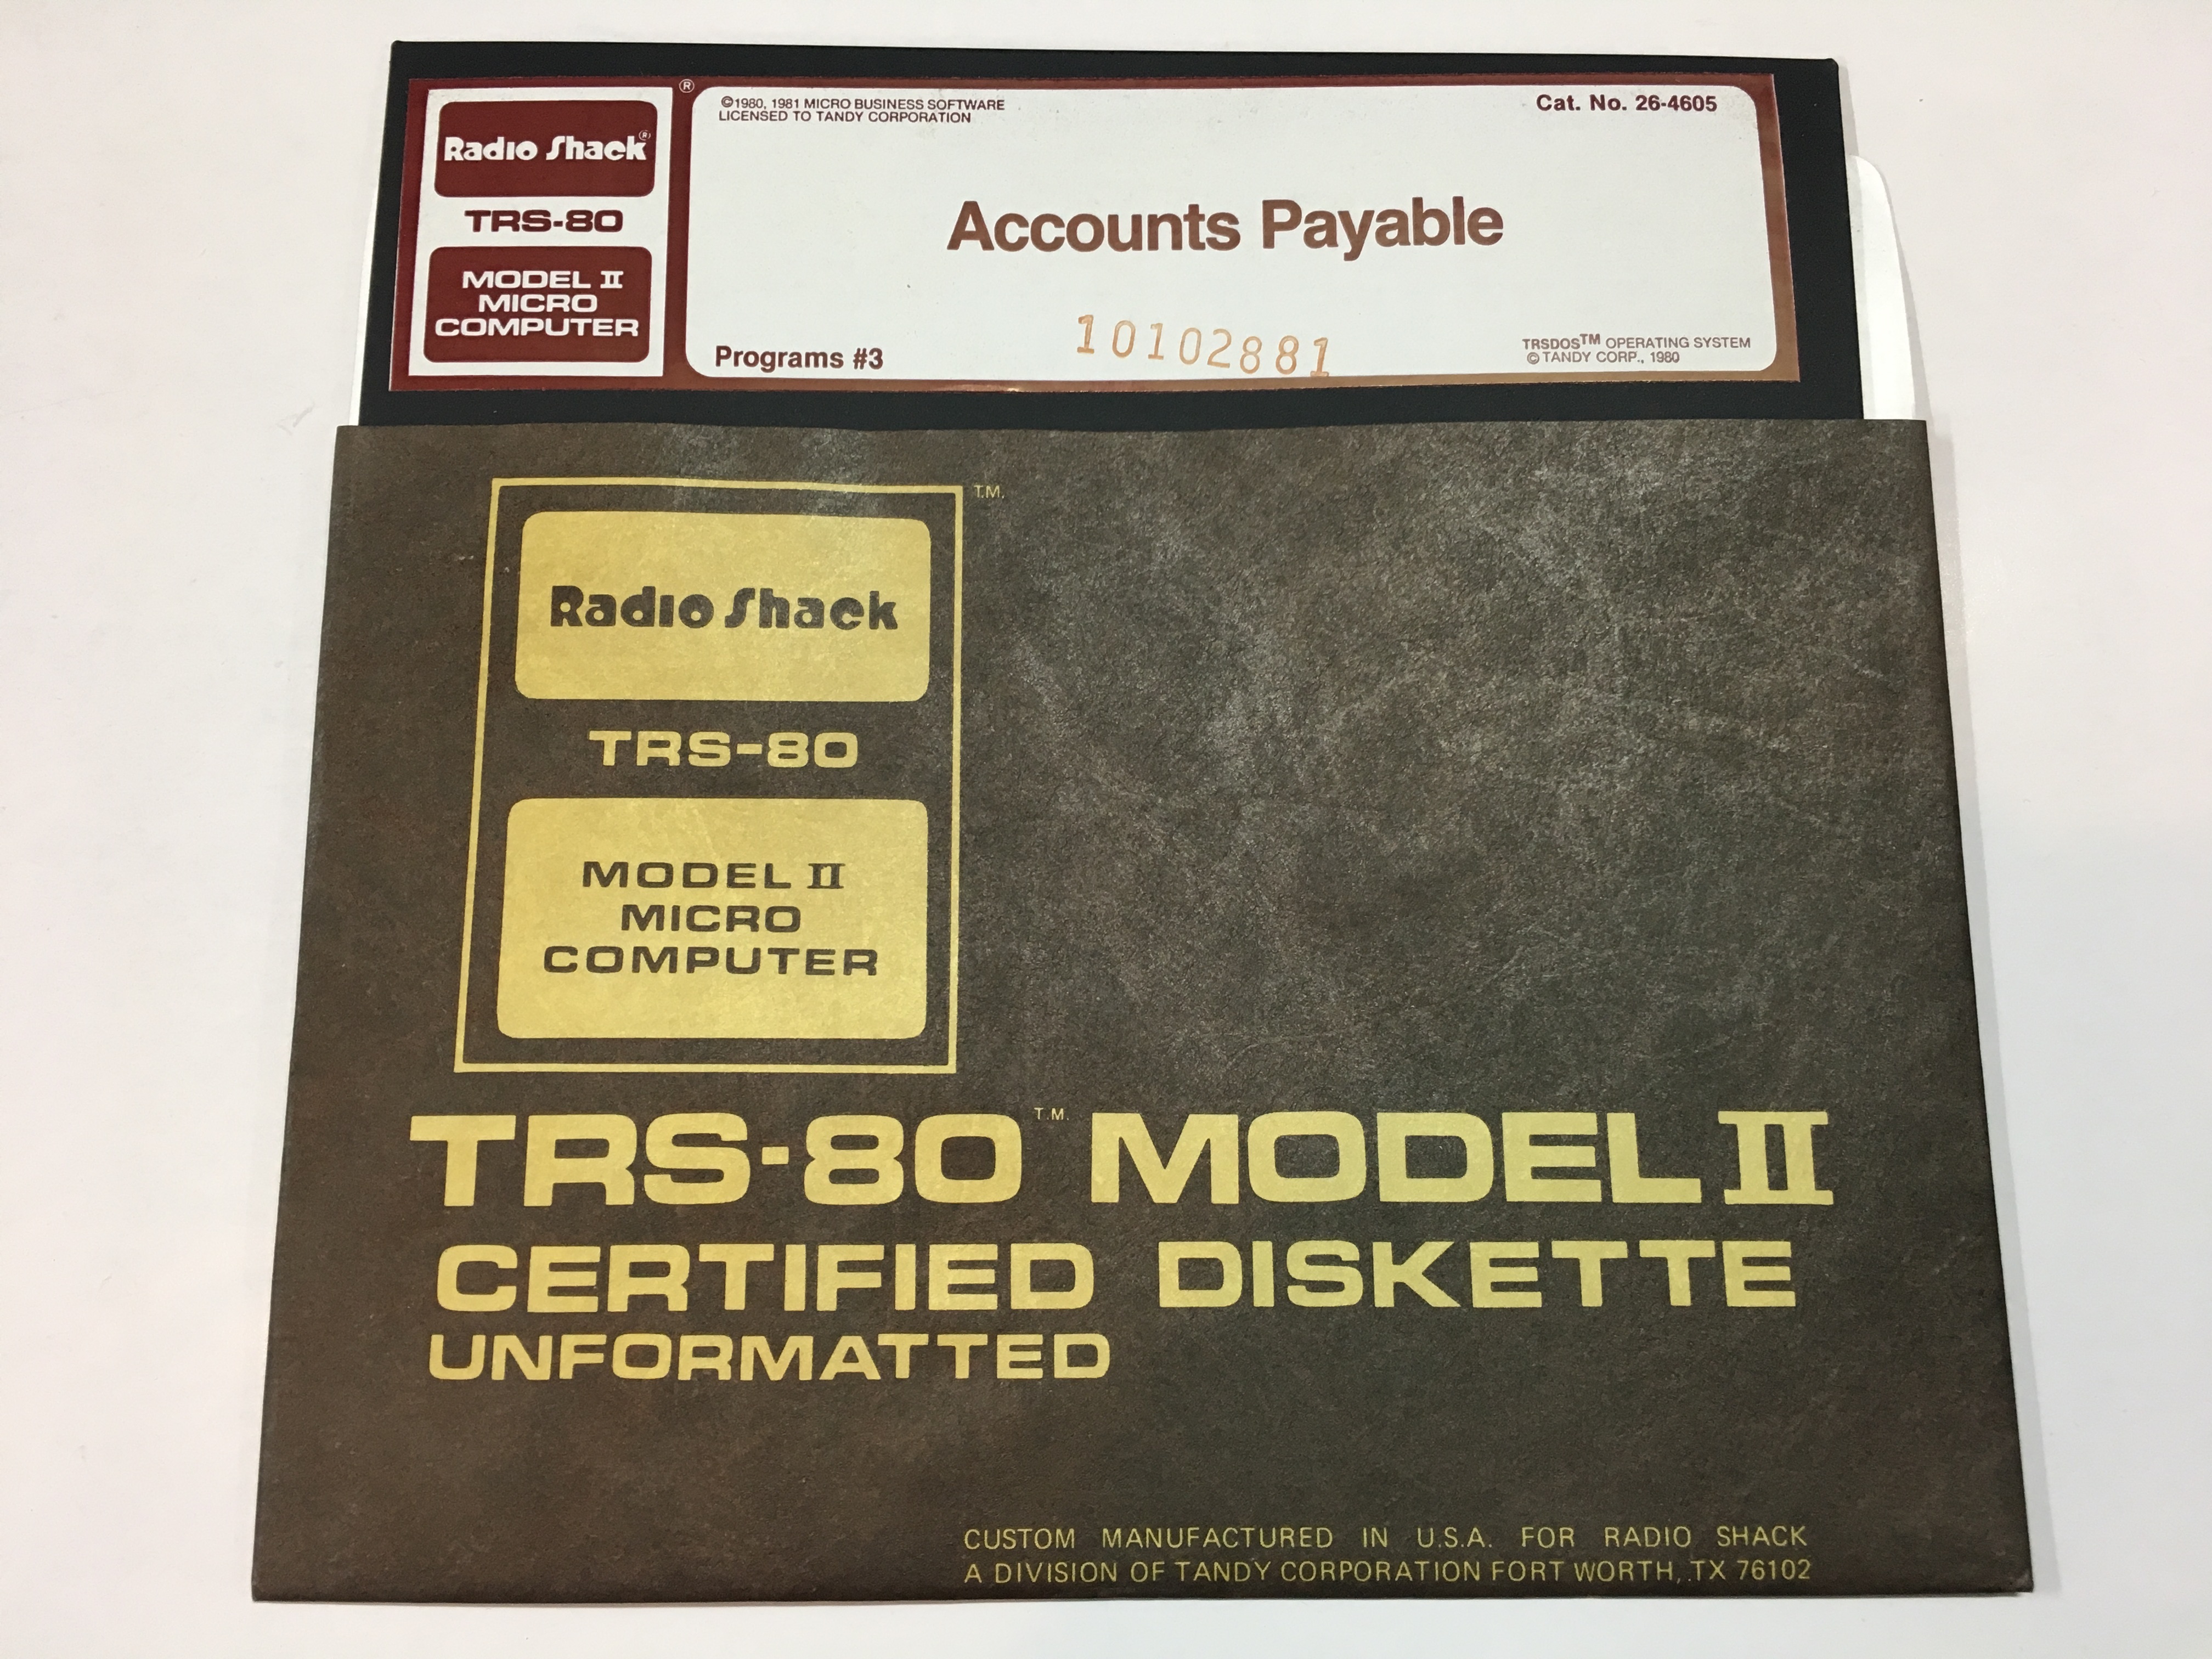 Radio Shack®
TRS-80
MODEL II
MICRO
COMPUTER
®
©1980, 1981 MICRO BUSINESS SOFTWARE
LICENSED TO TANDY CORPORATION
Cat. No. 26-4605
Accounts Payable
Programs #3
10102881
TRSDOS™ OPERATING SYSTEM
© TANDY CORP., 1980
T.M.
Radio Shack
TRS-80
MODEL II
MICRO
COMPUTER
TRS-80 T.M. MODEL II
CERTIFIED DISKETTE
UNFORMATTED
CUSTOM MANUFACTURED IN U.S.A. FOR RADIO SHACK
A DIVISION OF TANDY CORPORATION FORT WORTH, TX 76102